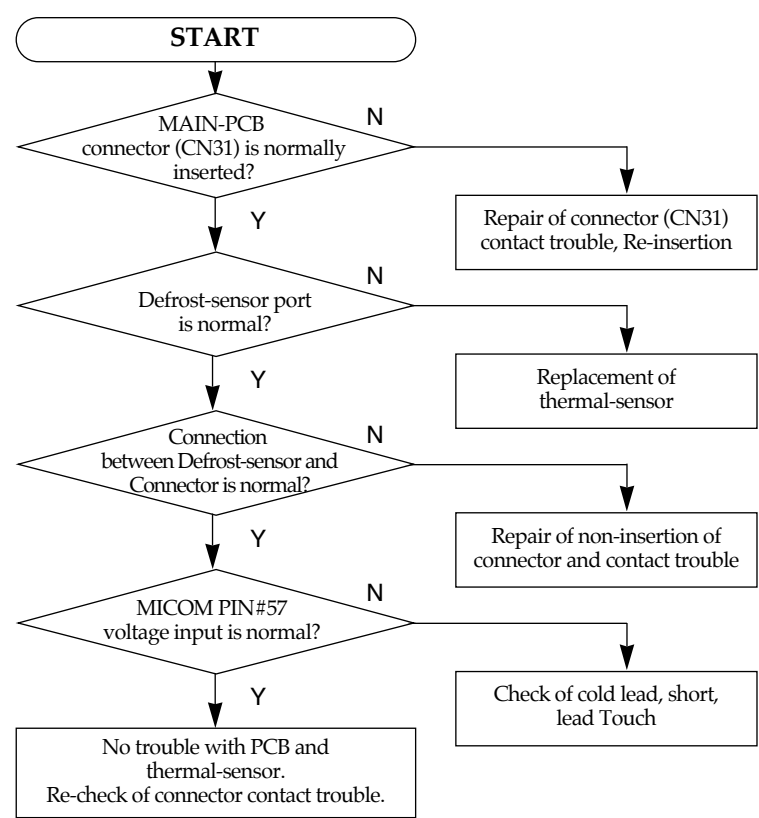 START
MAIN-PCB
connector (CN31) is normally
inserted?
N
Repair of connector (CN31)
contact trouble, Re-insertion
Y
Defrost-sensor port
is normal?
N
Replacement of
thermal-sensor
Y
Connection
between Defrost-sensor and
Connector is normal?
N
Repair of non-insertion of
connector and contact trouble
Y
MICOM PIN#57
voltage input is normal?
N
Check of cold lead, short,
lead Touch
Y
No trouble with PCB and
thermal-sensor.
Re-check of connector contact trouble.